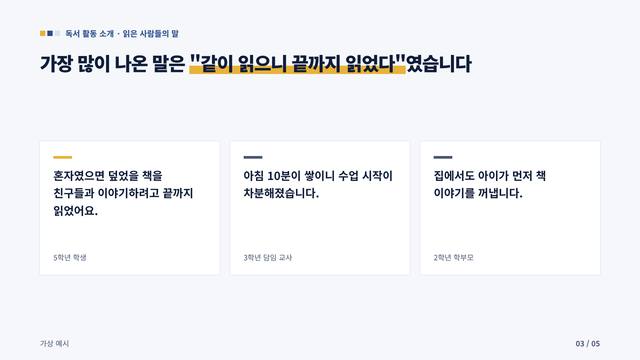 독서 활동 소개 · 읽은 사람들의 말
가장 많이 나온 말은 "같이 읽으니 끝까지 읽었다"였습니다
혼자였으면 덮었을 책을
친구들과 이야기하려고 끝까지
읽었어요.
5학년 학생
아침 10분이 쌓이니 수업 시작이
차분해졌습니다.
3학년 담임 교사
집에서도 아이가 먼저 책
이야기를 꺼냅니다.
2학년 학부모
가상 예시
03 / 05